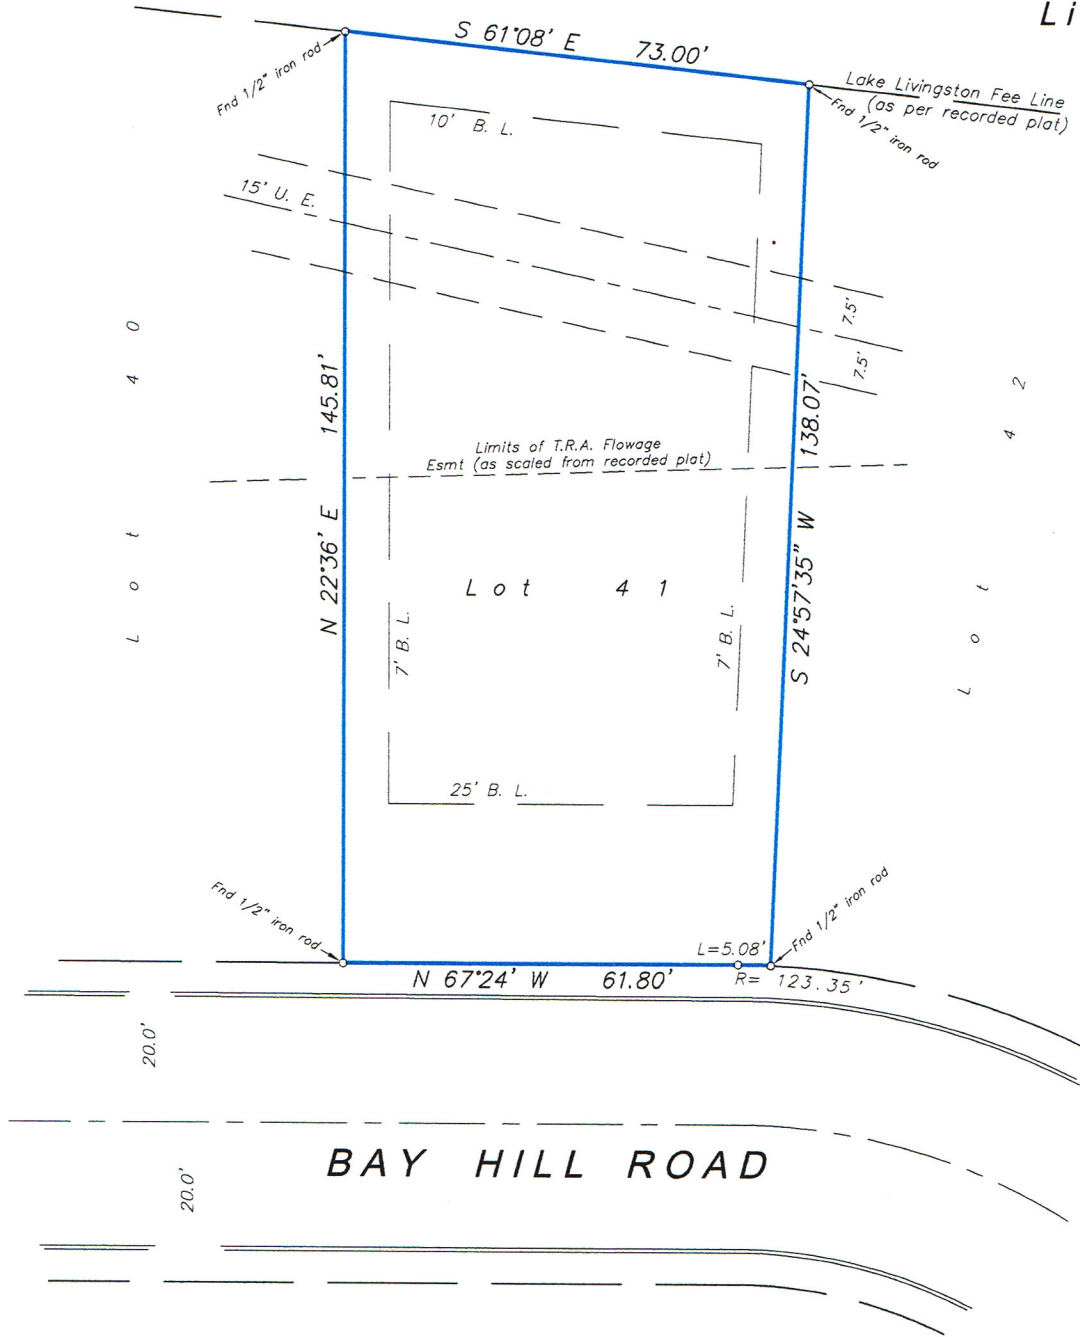 Li
S 61°08' E 73.00'
Fnd 1/2" iron rod
Lake Livingston Fee Line
(as per recorded plat)
Fnd 1/2" iron rod
10' B. L.
15' U. E.
7.5'
7.5'
Lot 40
145.81'
N 22°36' E
138.07'
S 24°57'35" W
Lot 42
Limits of T.R.A. Flowage
Esmt (as scaled from recorded plat)
Lot 41
7' B. L.
7' B. L.
25' B. L.
Fnd 1/2" iron rod
Fnd 1/2" iron rod
L=5.08'
N 67°24' W 61.80'
R= 123.35'
20.0'
BAY HILL ROAD
20.0'